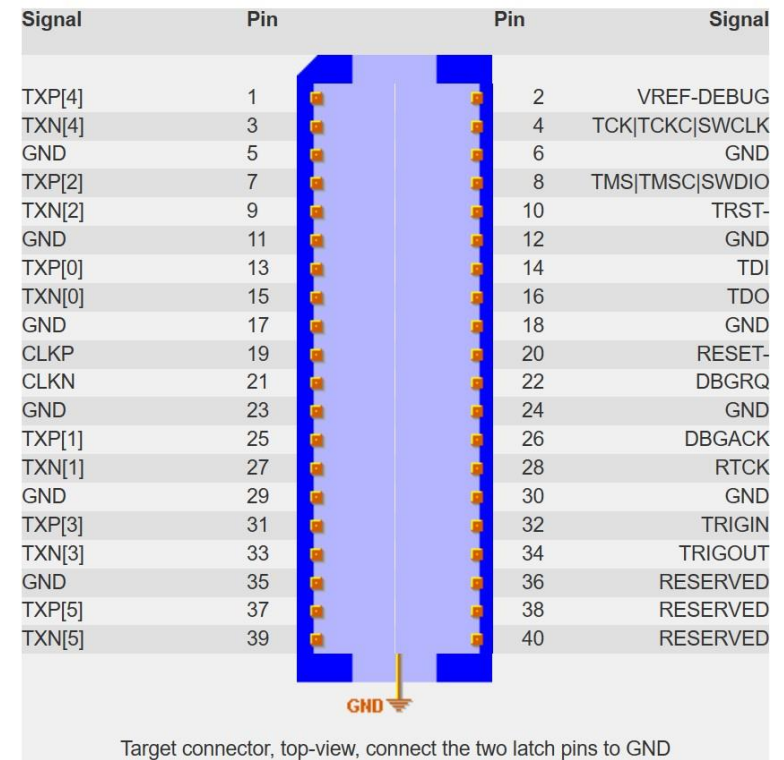 Signal Pin Pin Signal
TXP[4] 1 2 VREF-DEBUG
TXN[4] 3 4 TCK|TCKC|SWCLK
GND 5 6 GND
TXP[2] 7 8 TMS|TMSC|SWDIO
TXN[2] 9 10 TRST-
GND 11 12 GND
TXP[0] 13 14 TDI
TXN[0] 15 16 TDO
GND 17 18 GND
CLKP 19 20 RESET-
CLKN 21 22 DBGRQ
GND 23 24 GND
TXP[1] 25 26 DBGACK
TXN[1] 27 28 RTCK
GND 29 30 GND
TXP[3] 31 32 TRIGIN
TXN[3] 33 34 TRIGOUT
GND 35 36 RESERVED
TXP[5] 37 38 RESERVED
TXN[5] 39 40 RESERVED
GND
Target connector, top-view, connect the two latch pins to GND